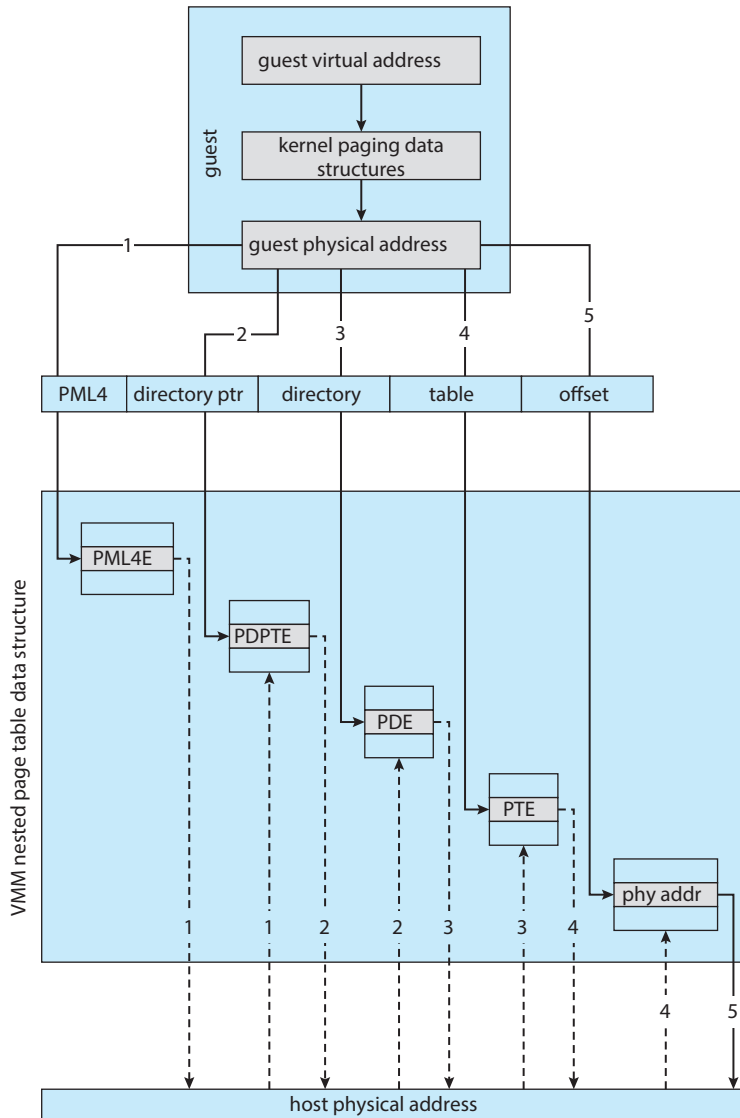 guest virtual address
kernel paging data
structures
guest
guest physical address
1
2
3
4
5
PML4
directory ptr
directory
table
offset
VMM nested page table data structure
PML4E
PDPTE
PDE
PTE
phy addr
1
1
2
2
3
3
4
4
5
host physical address